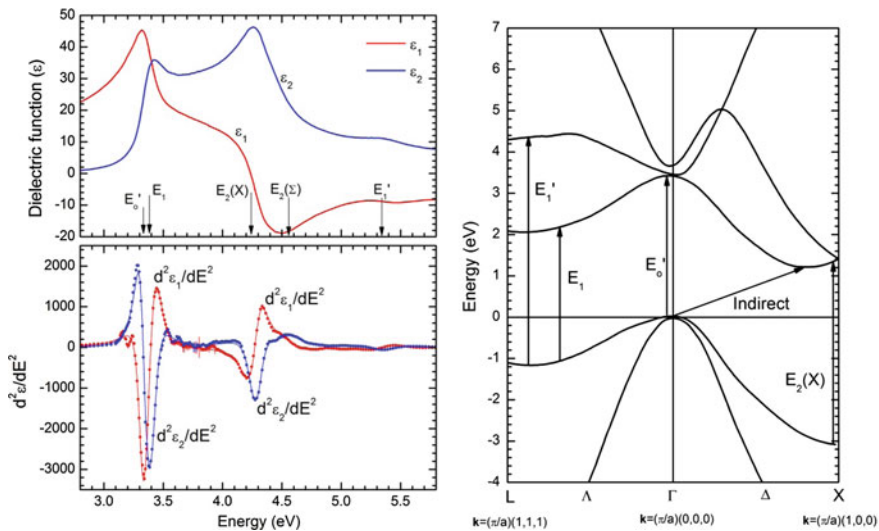 60
50
40
30
20
10
0
-10
-20
Dielectric function (ε)
ε₁
ε₂
ε₂
ε₁
Eₒ' E₁ E₂(X) E₂(Σ) E₁'
2000
1000
0
-1000
-2000
-3000
d²ε/dE²
d²ε₁/dE²
d²ε₁/dE²
d²ε₂/dE²
d²ε₂/dE²
3.0 3.5 4.0 4.5 5.0 5.5
Energy (eV)
7
6
5
4
3
2
1
0
-1
-2
-3
-4
Energy (eV)
E₁'
E₁
Eₒ'
Indirect
E₂(X)
L Λ Γ Δ X
k=(π/a)(1,1,1) k=(π/a)(0,0,0) k=(π/a)(1,0,0)